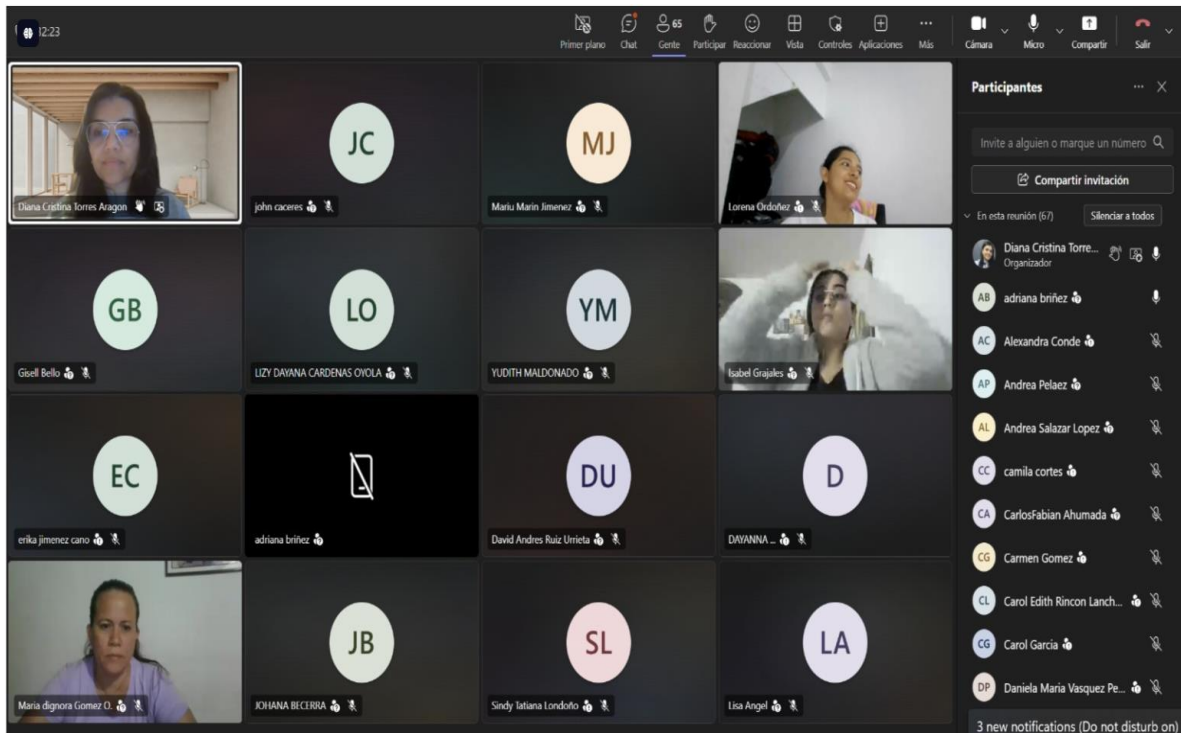 12:23
65
Primer plano
Chat
Gente
Participar
Reaccionar
Vista
Controles
Aplicaciones
Más
Cámara
Micro
Compartir
Salir
Diana Cristina Torres Aragon
JC
john caceres
MJ
Mariu Marin Jimenez
Lorena Ordoñez
GB
Gisell Bello
LO
LIZY DAYANA CARDENAS OYOLA
YM
YUDITH MALDONADO
Isabel Grajales
EC
erika jimenez cano
adriana briñez
DU
David Andres Ruiz Urrieta
D
DAYANNA ...
Maria dignora Gomez O.
JB
JOHANA BECERRA
SL
Sindy Tatiana Londoño
LA
Lisa Angel
Participantes
Invite a alguien o marque un número
Compartir invitación
En esta reunión (67)
Silenciar a todos
Diana Cristina Torre...
Organizador
AB
adriana briñez
AC
Alexandra Conde
AP
Andrea Pelaez
AL
Andrea Salazar Lopez
CC
camila cortes
CA
CarlosFabian Ahumada
CG
Carmen Gomez
CL
Carol Edith Rincon Lanch...
CG
Carol Garcia
DP
Daniela Maria Vasquez Pe...
3 new notifications (Do not disturb on)